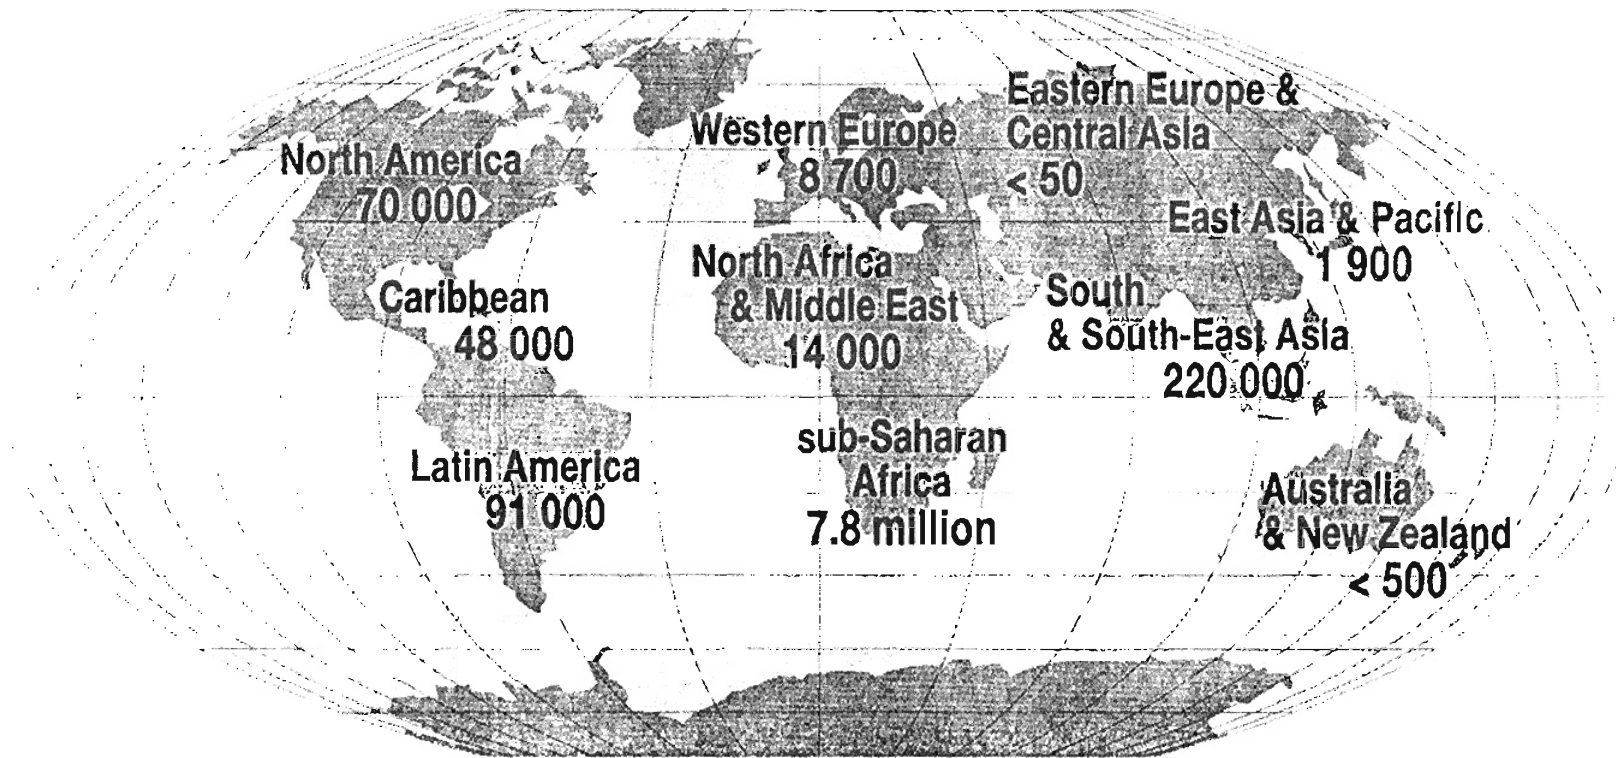 North America
70 000
Caribbean
48 000
Latin America
91 000
Western Europe
8 700
North Africa
& Middle East
14 000
sub-Saharan
Africa
7.8 million
Eastern Europe &
Central Asia
< 50
East Asia & Pacific
1 900
South
& South-East Asia
220 000
Australia
& New Zealand
< 500